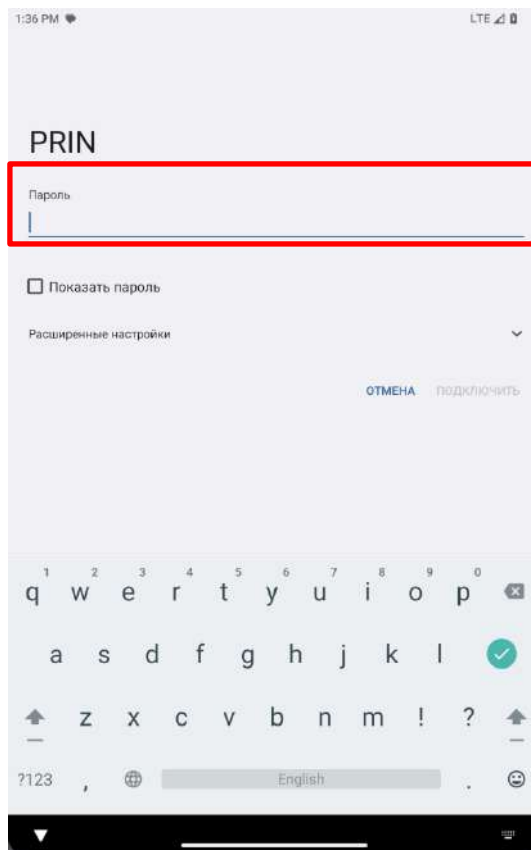 1:36 PM LTE
PRIN
Пароль
Показать пароль
Расширенные настройки
ОТМЕНА ПОДКЛЮЧИТЬ
1 2 3 4 5 6 7 8 9 0
q w e r t y u i o p
a s d f g h j k l
z x c v b n m ! ?
?123 , English .